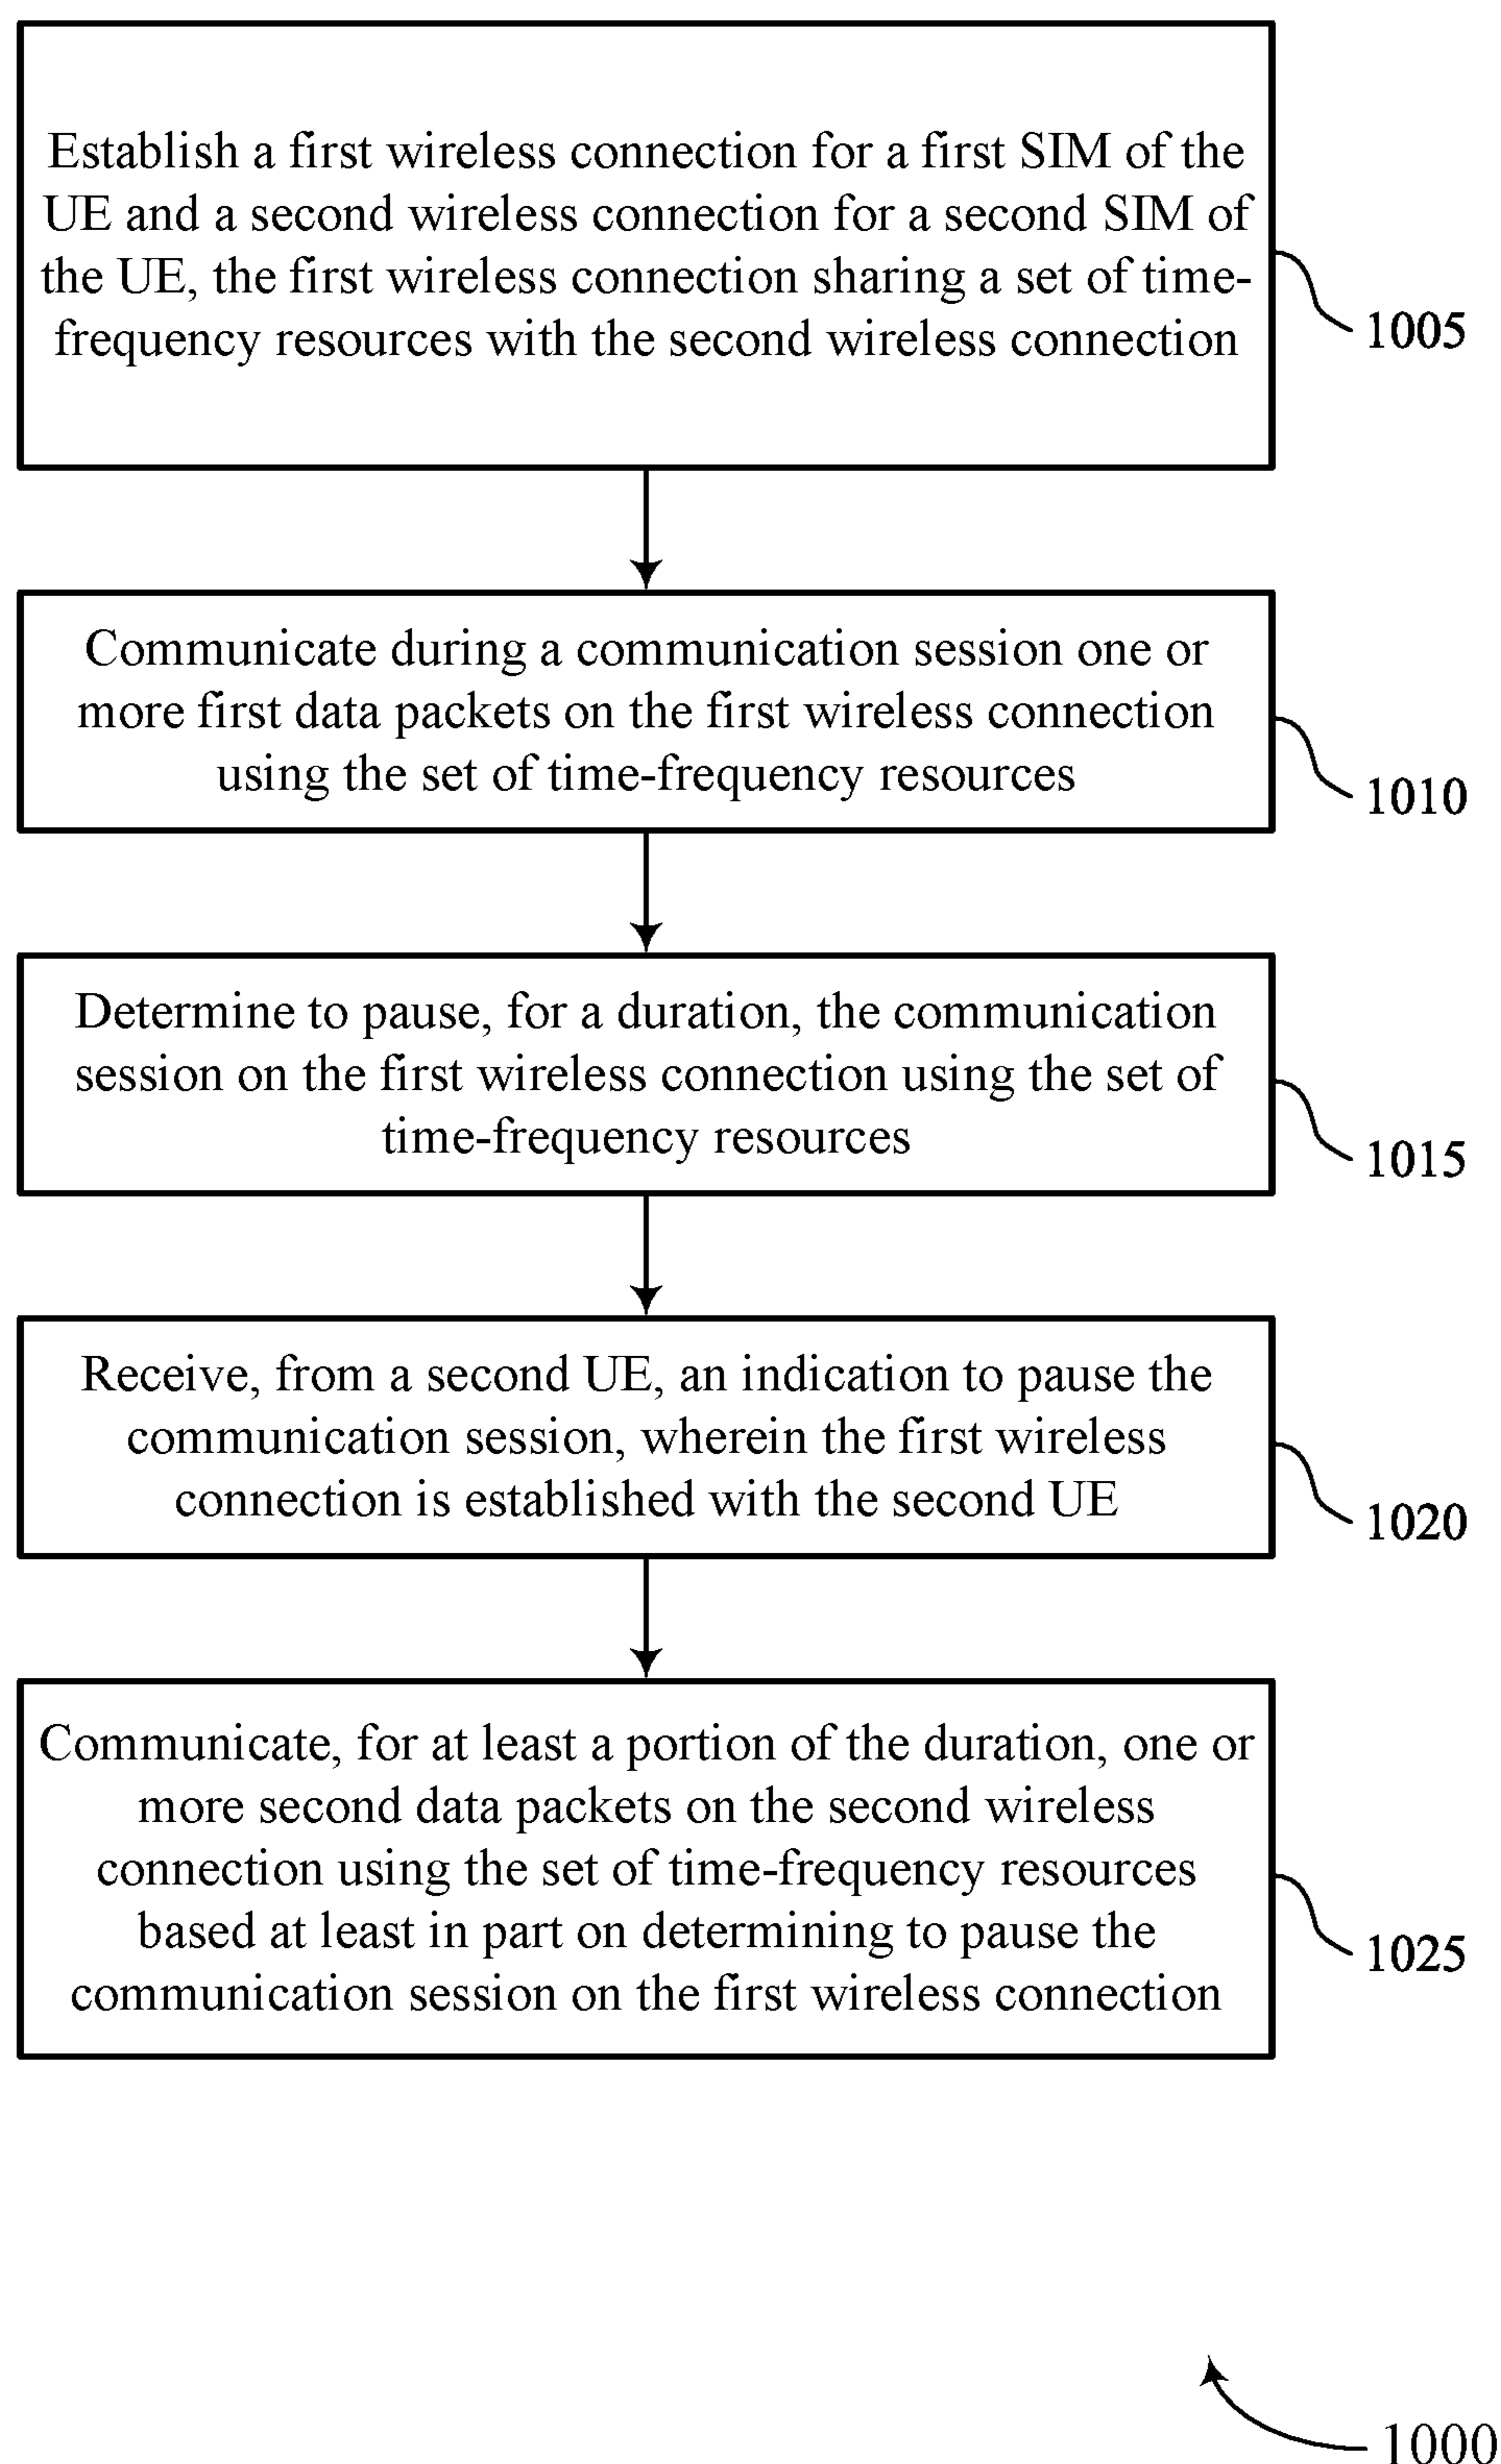 Establish a first wireless connection for a first SIM of the
UE and a second wireless connection for a second SIM of
the UE, the first wireless connection sharing a set of time-
frequency resources with the second wireless connection
1005
Communicate during a communication session one or
more first data packets on the first wireless connection
using the set of time-frequency resources
1010
Determine to pause, for a duration, the communication
session on the first wireless connection using the set of
time-frequency resources
1015
Receive, from a second UE, an indication to pause the
communication session, wherein the first wireless
connection is established with the second UE
1020
Communicate, for at least a portion of the duration, one or
more second data packets on the second wireless
connection using the set of time-frequency resources
based at least in part on determining to pause the
communication session on the first wireless connection
1025
1000